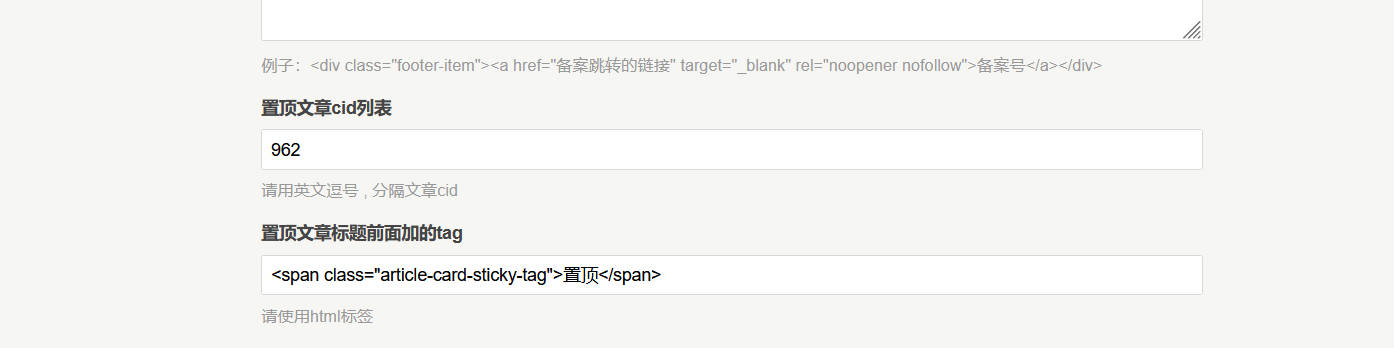 例子：<div class="footer-item"><a href="备案跳转的链接" target="_blank" rel="noopener nofollow">备案号</a></div>
置顶文章cid列表
962
请用英文逗号 , 分隔文章cid
置顶文章标题前面加的tag
<span class="article-card-sticky-tag">置顶</span>
请使用html标签